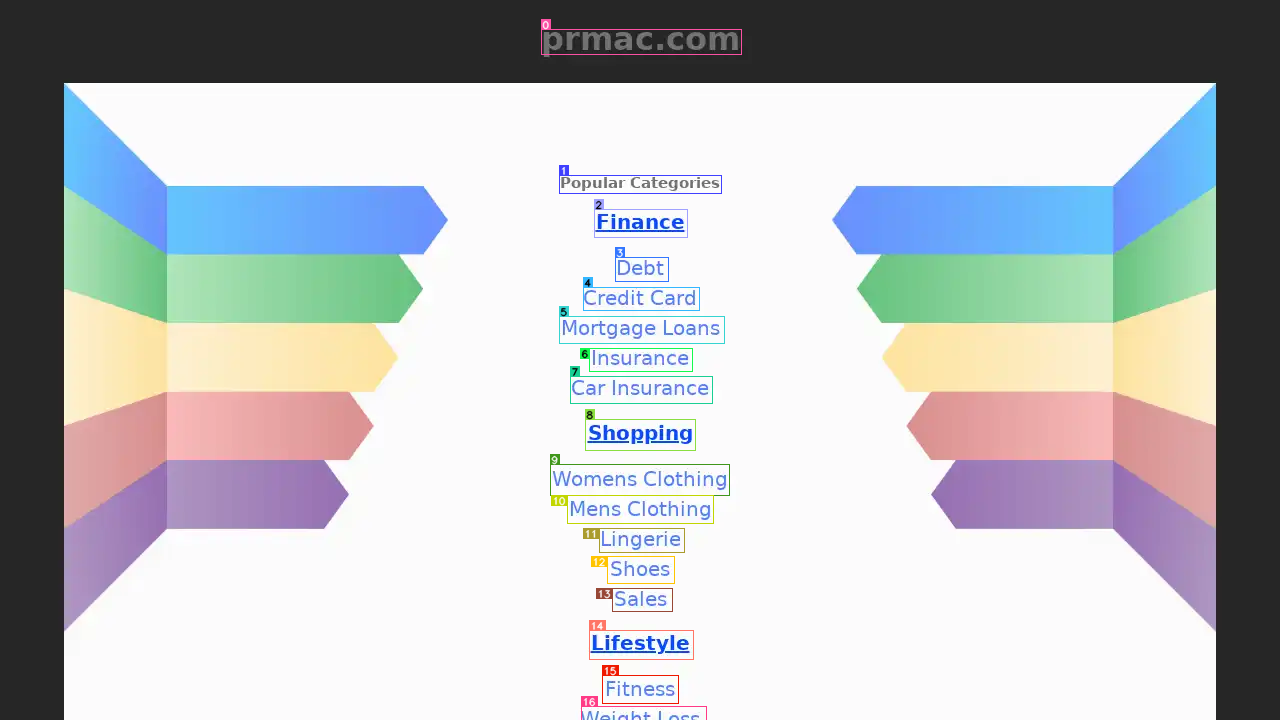 prmac.com
Popular Categories
Finance
Debt
Credit Card
Mortgage Loans
Insurance
Car Insurance
Shopping
Womens Clothing
Mens Clothing
Lingerie
Shoes
Sales
Lifestyle
Fitness
Weight Loss
0
1
2
3
4
5
6
7
8
9
10
11
12
13
14
15
16